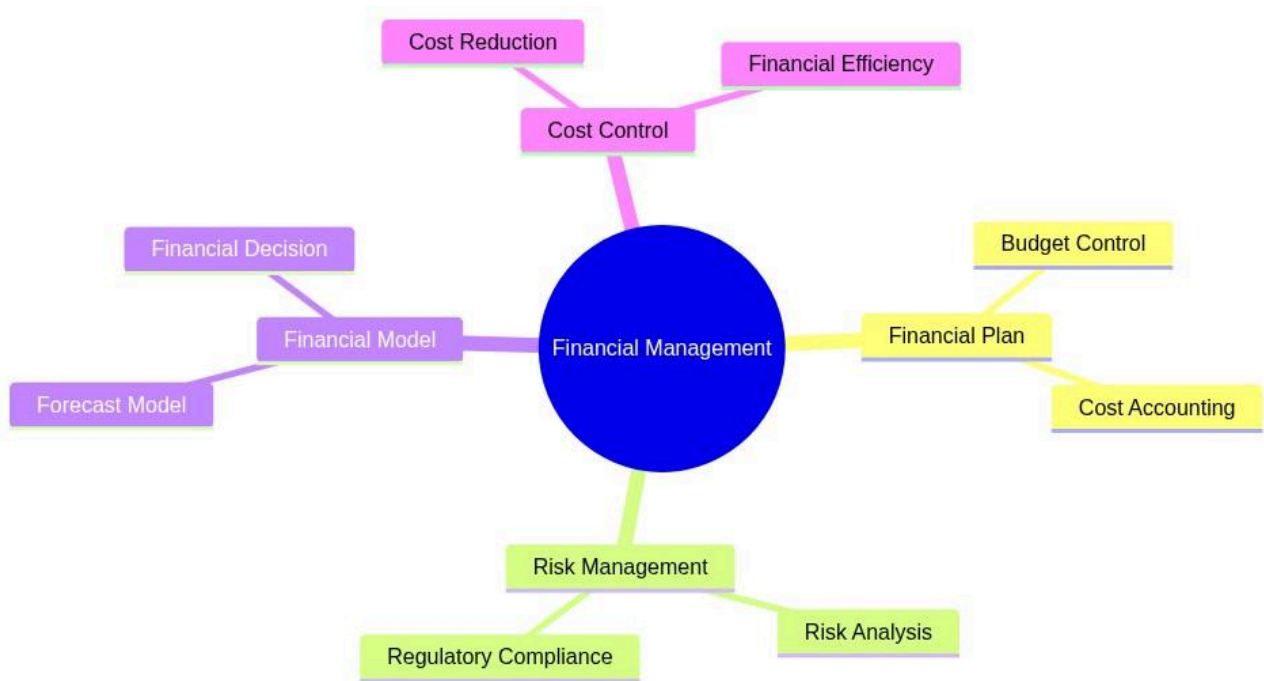 Cost Reduction
Financial Efficiency
Cost Control
Budget Control
Financial Decision
Financial Plan
Financial Model
Financial Management
Forecast Model
Cost Accounting
Risk Management
Risk Analysis
Regulatory Compliance